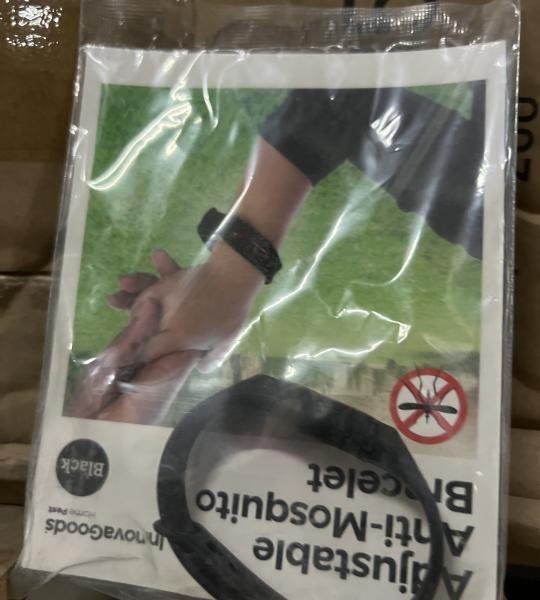 Adjustable
Anti-Mosquito
Bracelet
InnovaGoods
Home Pest
Black